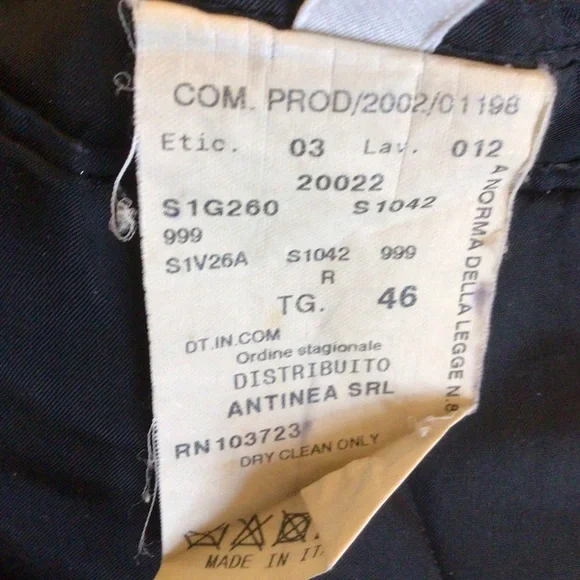 COM. PROD/2002/01198
Etic. 03 Lav. 012
20022
S1G260 S1042
999
S1V26A S1042 999
R
TG. 46
DT.IN.COM
Ordine stagionale
DISTRIBUITO
ANTINEA SRL
RN103723
DRY CLEAN ONLY
MADE IN IT
A NORMA DELLA LEGGE N.8